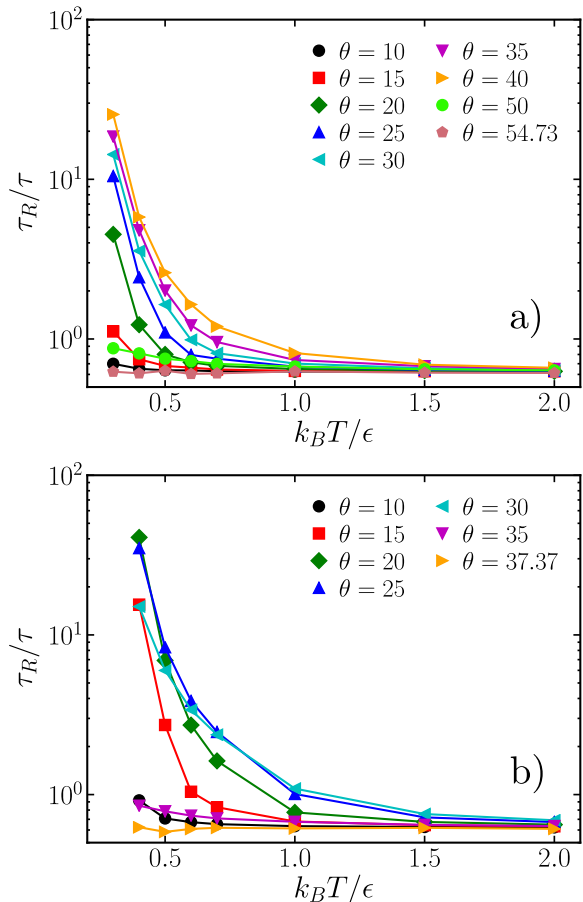 10²
θ = 10 θ = 35
θ = 15 θ = 40
θ = 20 θ = 50
θ = 25 θ = 54.73
θ = 30
10¹
τ_R/τ
10⁰
a)
0.5 1.0 1.5 2.0
k_BT/ϵ
10²
θ = 10 θ = 30
θ = 15 θ = 35
θ = 20 θ = 37.37
θ = 25
10¹
τ_R/τ
10⁰
b)
0.5 1.0 1.5 2.0
k_BT/ϵ